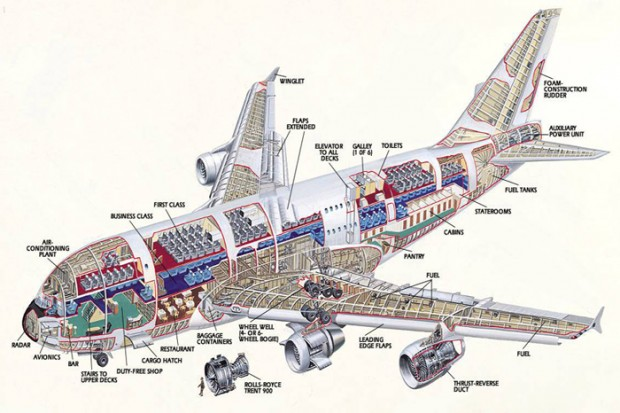 WINGLET
FOAM-
CONSTRUCTION
RUDDER
FLAPS
EXTENDED
AUXILIARY
POWER UNIT
ELEVATOR
TO ALL
DECKS
GALLEY
(1 OF 6)
TOILETS
FUEL TANKS
STATEROOMS
CABINS
PANTRY
FIRST CLASS
BUSINESS CLASS
AIR-
CONDITIONING
PLANT
FUEL
RADAR
AVIONICS
BAR
STAIRS TO
UPPER DECKS
DUTY-FREE SHOP
CARGO HATCH
RESTAURANT
BAGGAGE
CONTAINERS
WHEEL WELL
(4- OR 6-
WHEEL BOGIE)
ROLLS-ROYCE
TRENT 900
LEADING
EDGE FLAPS
THRUST-REVERSE
DUCT
FUEL